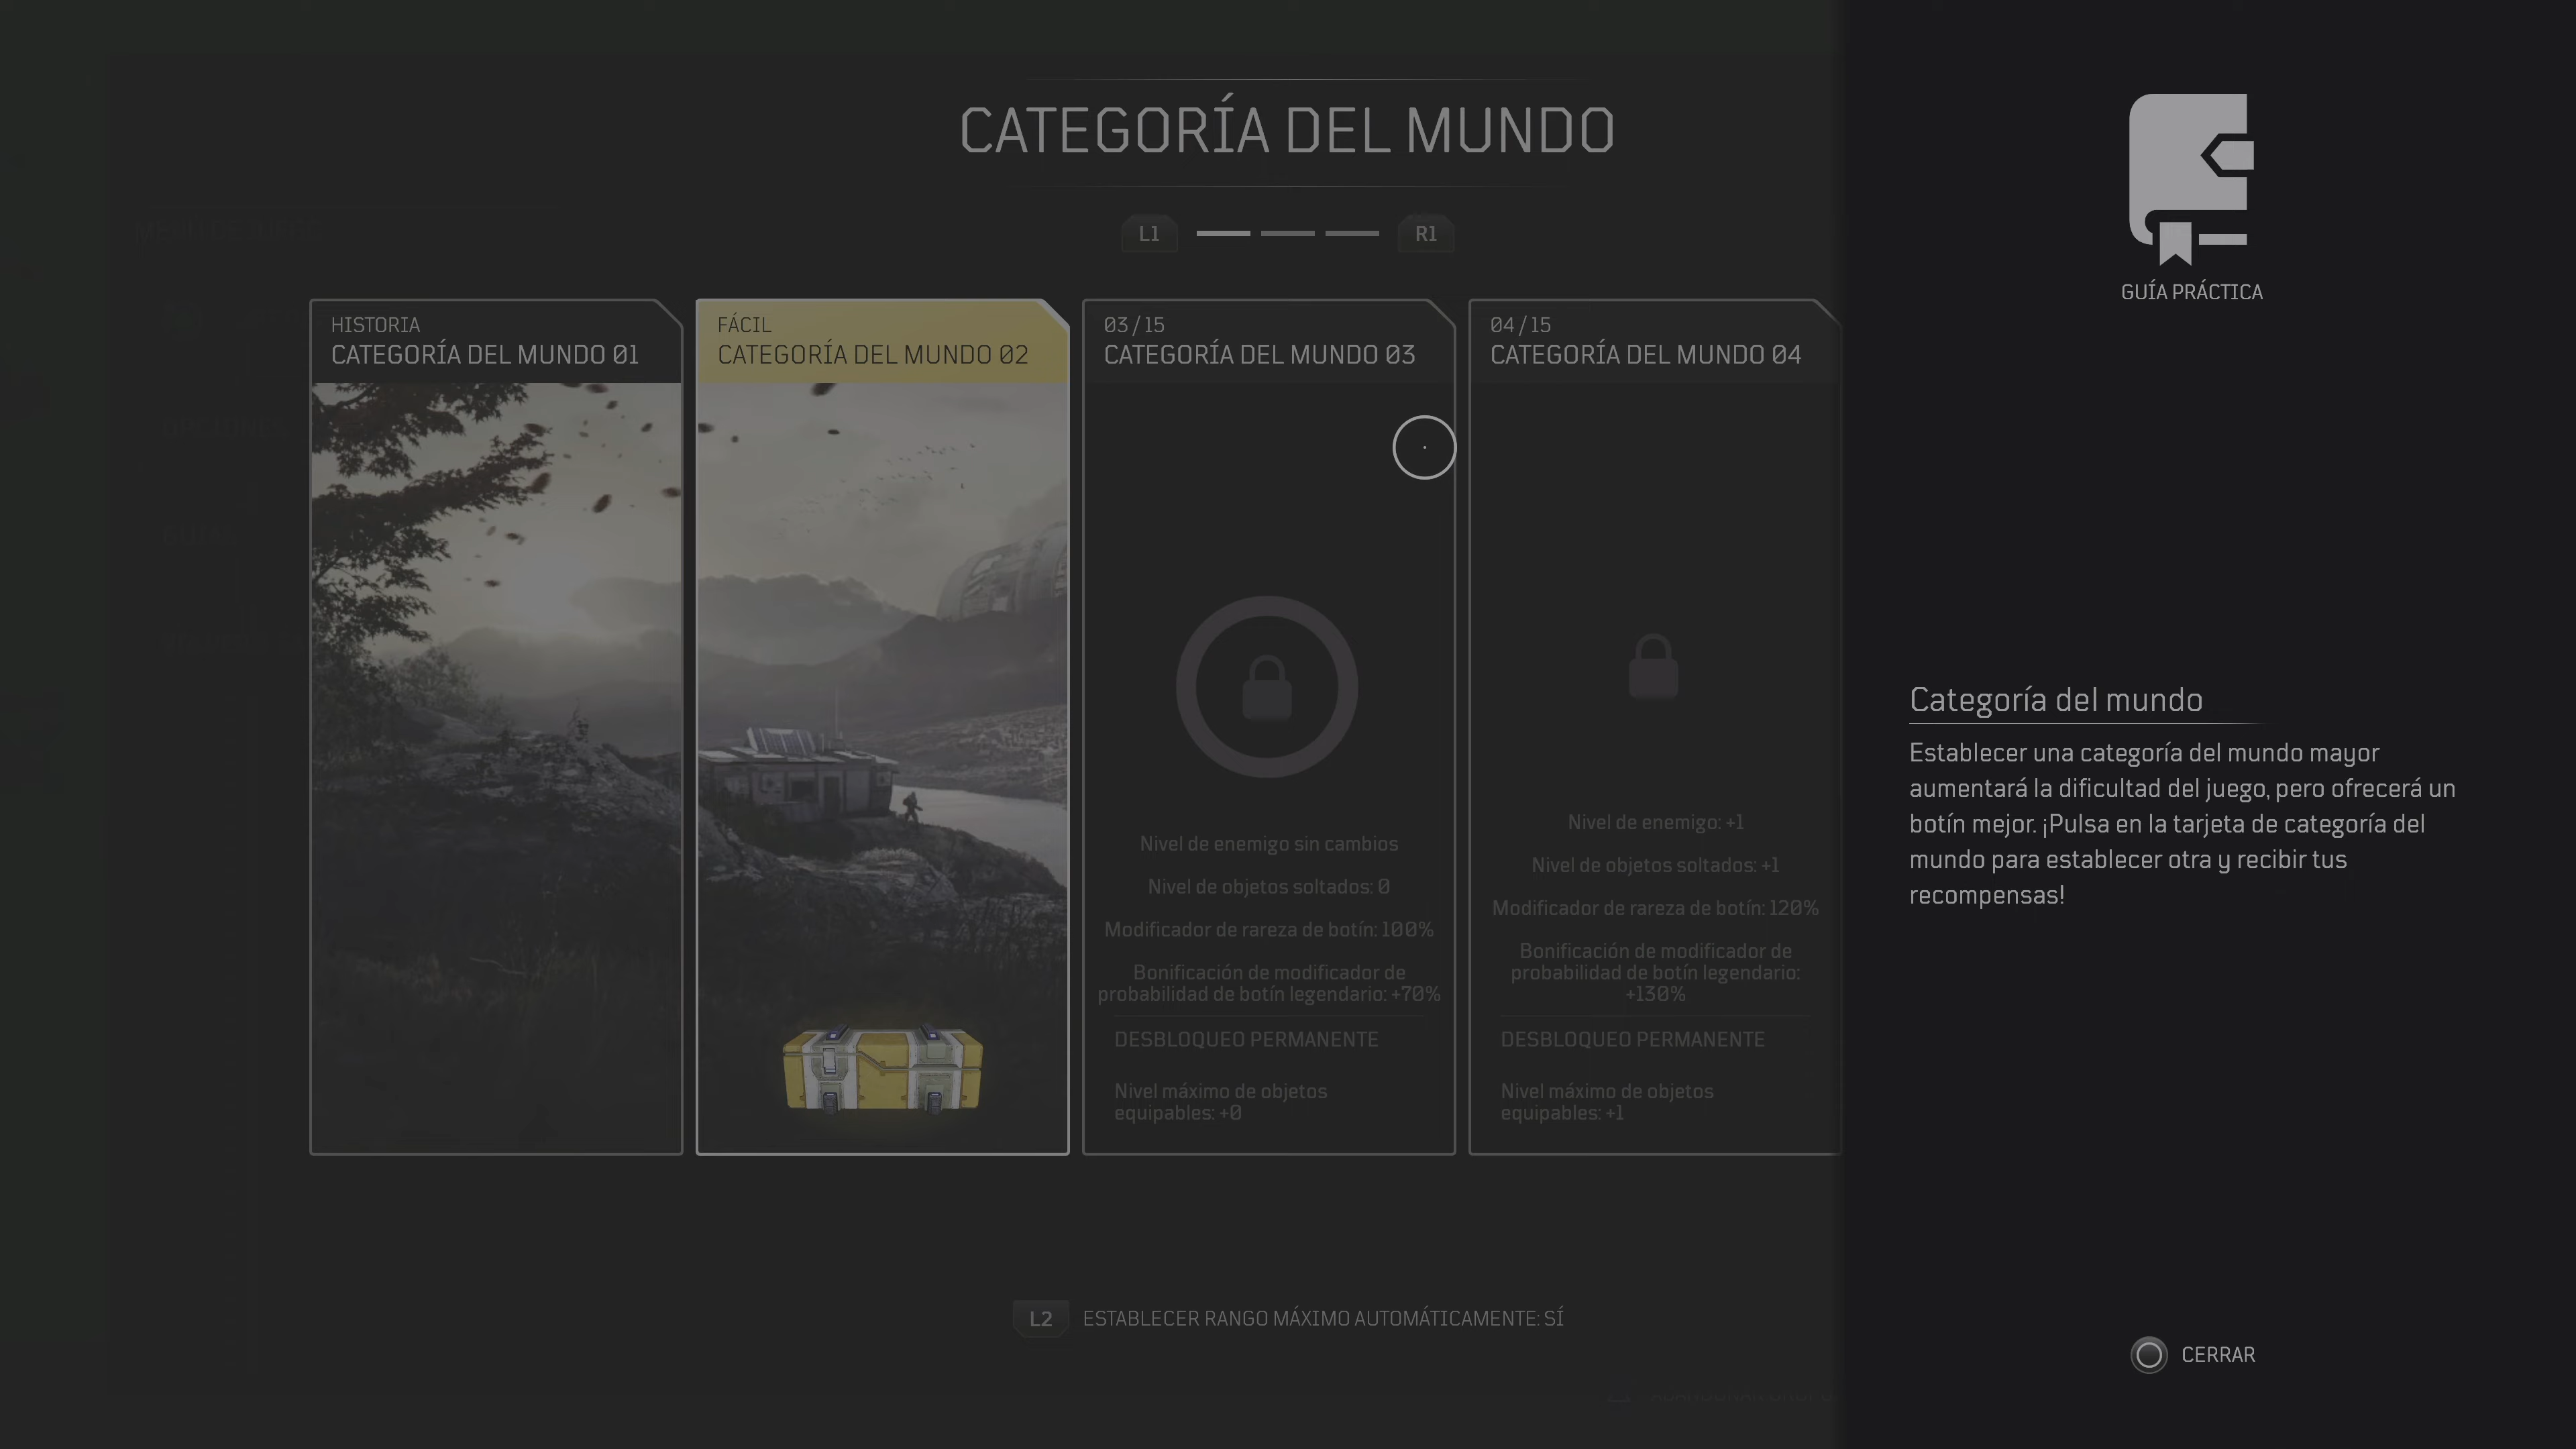 CATEGORÍA DEL MUNDO
L1
R1
HISTORIA
CATEGORÍA DEL MUNDO 01
FÁCIL
CATEGORÍA DEL MUNDO 02
03/15
CATEGORÍA DEL MUNDO 03
Nivel de enemigo sin cambios
Nivel de objetos soltados: 0
Modificador de rareza de botín: 100%
Bonificación de modificador de
probabilidad de botín legendario: +70%
DESBLOQUEO PERMANENTE
Nivel máximo de objetos
equipables: +0
04/15
CATEGORÍA DEL MUNDO 04
Nivel de enemigo: +1
Nivel de objetos soltados: +1
Modificador de rareza de botín: 120%
Bonificación de modificador de
probabilidad de botín legendario:
+130%
DESBLOQUEO PERMANENTE
Nivel máximo de objetos
equipables: +1
L2 ESTABLECER RANGO MÁXIMO AUTOMÁTICAMENTE: SÍ
GUÍA PRÁCTICA
Categoría del mundo
Establecer una categoría del mundo mayor
aumentará la dificultad del juego, pero ofrecerá un
botín mejor. ¡Pulsa en la tarjeta de categoría del
mundo para establecer otra y recibir tus
recompensas!
CERRAR